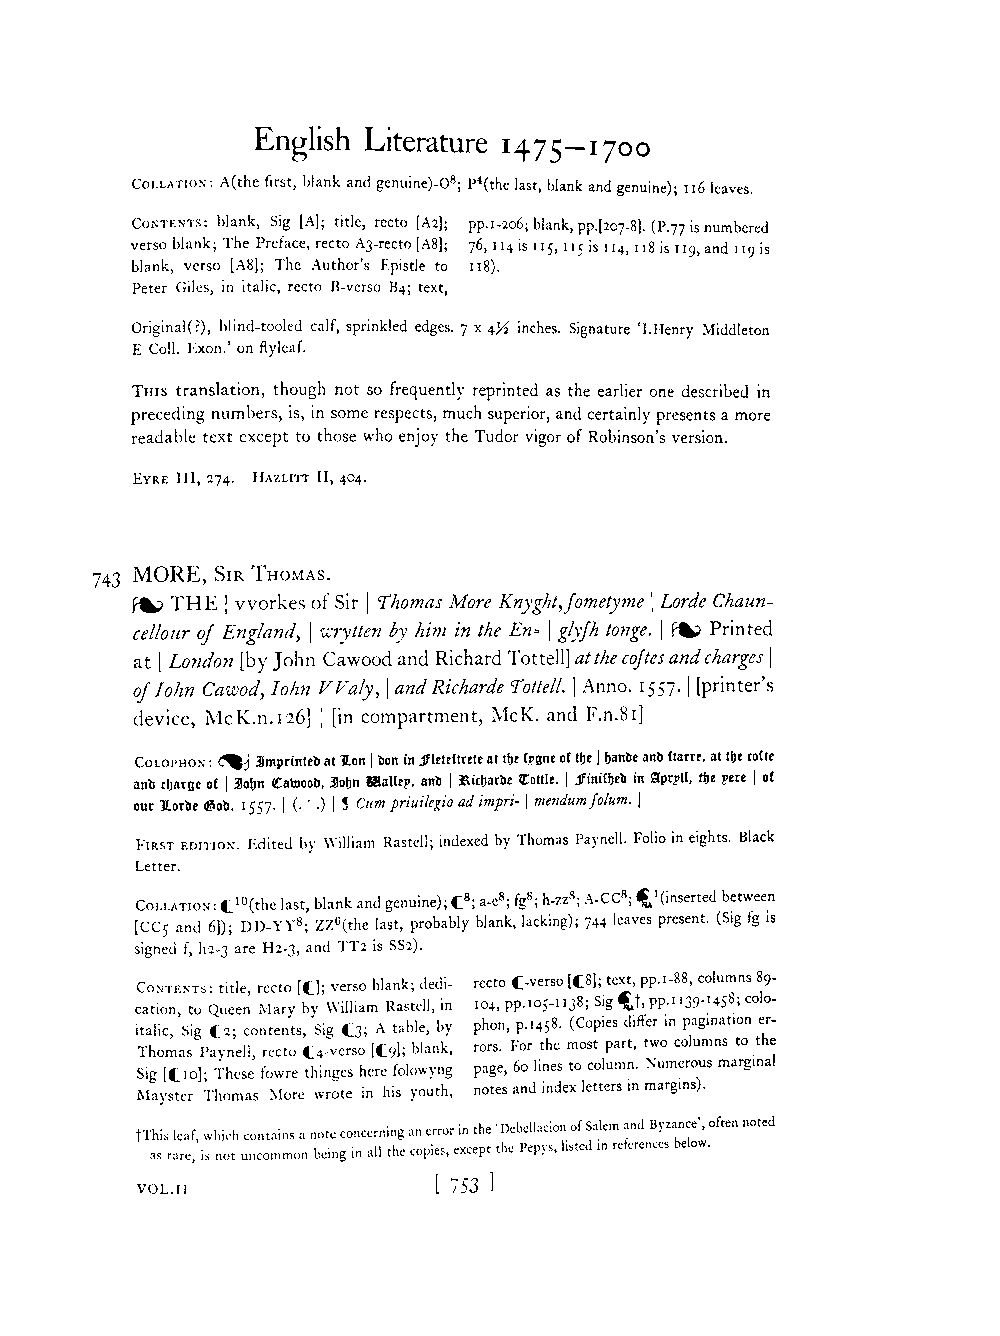 English Literature 1475–1700
COLLATION: A(the first, blank and genuine)-O⁸; P⁴(the last, blank and genuine); 116 leaves.
CONTENTS: blank, Sig [A]; title, recto [A2];
verso blank; The Preface, recto A3-recto [A8];
blank, verso [A8]; The Author's Epistle to
Peter Giles, in italic, recto B-verso B4; text,
pp.1-206; blank, pp.[207-8]. (P.77 is numbered
76, 114 is 115, 115 is 114, 118 is 119, and 119 is
118).
Original(?), blind-tooled calf, sprinkled edges. 7 x 4½ inches. Signature 'I.Henry Middleton
E Coll. Exon.' on flyleaf.
THIS translation, though not so frequently reprinted as the earlier one described in
preceding numbers, is, in some respects, much superior, and certainly presents a more
readable text except to those who enjoy the Tudor vigor of Robinson's version.
EYRE III, 274. HAZLITT II, 404.
743 MORE, SIR THOMAS.
THE ¦ vvorkes of Sir | Thomas More Knyght, ſometyme ¦ Lorde Chaun-
cellour of England, | wrytten by him in the En= | glyſh tonge. | Printed
at | London [by John Cawood and Richard Tottell] at the coſtes and charges |
of Iohn Cawod, Iohn VValy, | and Richarde Tottell. | Anno. 1557. | [printer's
device, McK.n.126] ¦ [in compartment, McK. and F.n.81]
COLOPHON: Imprinted at Lon | don in Fleteſtrete at the ſygne of the | hande and ſtarre, at the coſte
and charge of | John Cawood, John Walley, and | Richarde Tottle. | Finiſhed in Apryll, the yere | of
our Lorde God. 1557. | (.˙.) | ¶ Cum priuilegio ad impri- | mendum ſolum. |
FIRST EDITION. Edited by William Rastell; indexed by Thomas Paynell. Folio in eights. Black
Letter.
COLLATION: ⁋¹⁰(the last, blank and genuine); ⁋⁸; a-e⁸; fg⁸; h-zz⁸; A-CC⁸; ☙¹(inserted between
[CC5 and 6]); DD-YY⁸; ZZ⁶(the last, probably blank, lacking); 744 leaves present. (Sig fg is
signed f, h2-3 are H2-3, and TT2 is SS2).
CONTENTS: title, recto [⁋]; verso blank; dedi-
cation, to Queen Mary by William Rastell, in
italic, Sig ⁋2; contents, Sig ⁋3; A table, by
Thomas Paynell, recto ⁋4-verso [⁋9]; blank,
Sig [⁋10]; These fowre thinges here folowyng
Mayster Thomas More wrote in his youth,
recto ⁋-verso [⁋8]; text, pp.1-88, columns 89-
104, pp.105-1138; Sig ☙†, pp.1139-1458; colo-
phon, p.1458. (Copies differ in pagination er-
rors. For the most part, two columns to the
page, 60 lines to column. Numerous marginal
notes and index letters in margins).
†This leaf, which contains a note concerning an error in the 'Debellacion of Salem and Byzance', often noted
as rare, is not uncommon being in all the copies, except the Pepys, listed in references below.
VOL.II
[ 753 ]